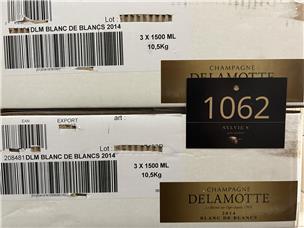 Lot :
DLM BLANC DE BLANCS 2014
3 X 1500 ML
10,5Kg
CHAMPAGNE
DELAMOTTE
1062
SYLVIE'S
EAN
EXPORT
art :
Lot :
208481 DLM BLANC DE BLANCS 2014
3 X 1500 ML
10,5Kg
CHAMPAGNE
DELAMOTTE
2014
BLANC DE BLANCS